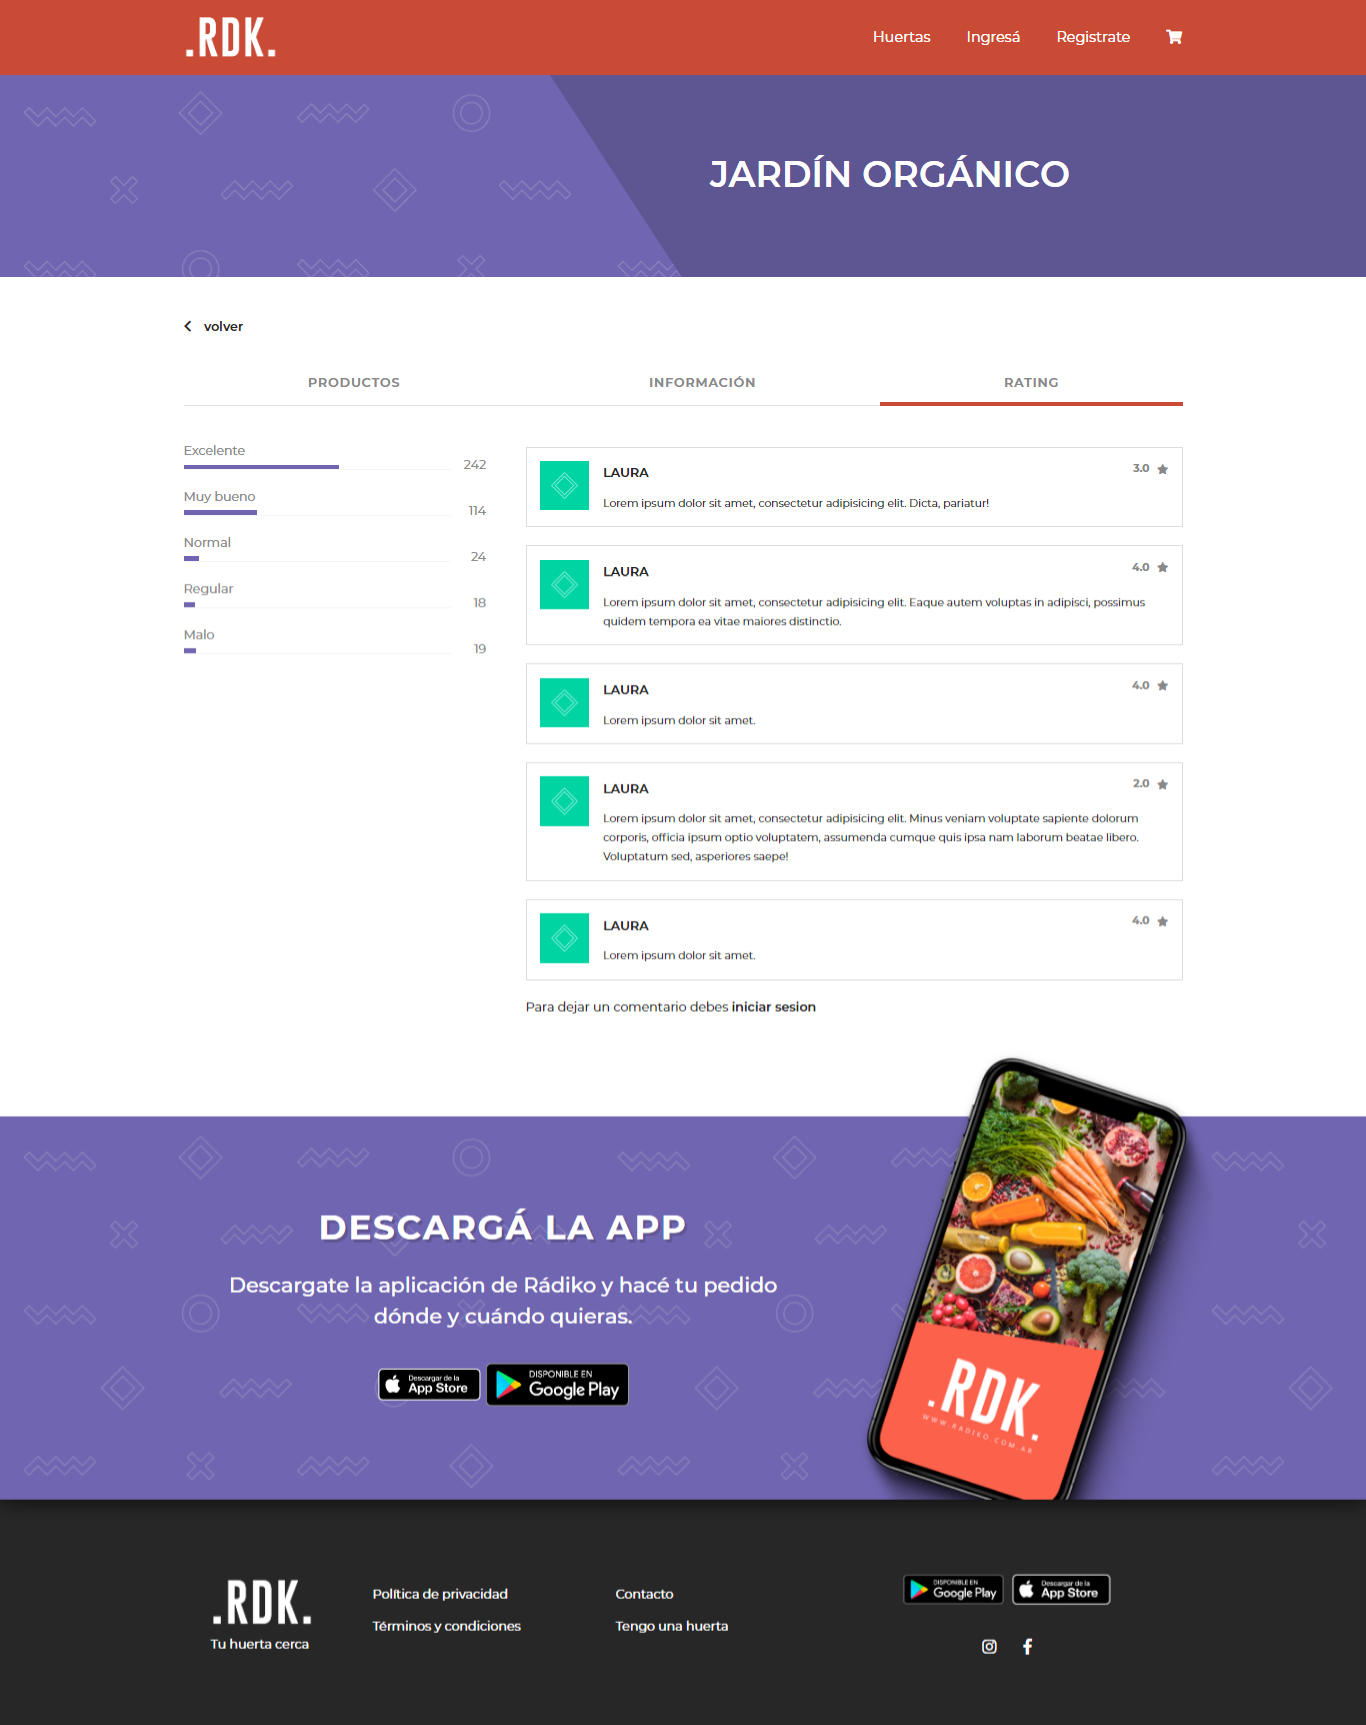 .RDK.
Huertas
Ingresá
Registrate
JARDÍN ORGÁNICO
volver
PRODUCTOS
INFORMACIÓN
RATING
Excelente
242
Muy bueno
114
Normal
24
Regular
18
Malo
19
LAURA
3.0
Lorem ipsum dolor sit amet, consectetur adipisicing elit. Dicta, pariatur!
LAURA
4.0
Lorem ipsum dolor sit amet, consectetur adipisicing elit. Eaque autem voluptas in adipisci, possimus
quidem tempora ea vitae maiores distinctio.
LAURA
4.0
Lorem ipsum dolor sit amet.
LAURA
2.0
Lorem ipsum dolor sit amet, consectetur adipisicing elit. Minus veniam voluptate sapiente dolorum
corporis, officia ipsum optio voluptatem, assumenda cumque quis ipsa nam laborum beatae libero.
Voluptatum sed, asperiores saepe!
LAURA
4.0
Lorem ipsum dolor sit amet.
Para dejar un comentario debes iniciar sesion
DESCARGÁ LA APP
Descargate la aplicación de Rádiko y hacé tu pedido
dónde y cuándo quieras.
Descargar de la
App Store
DISPONIBLE EN
Google Play
.RDK.
WWW.RADIKO.COM.AR
.RDK.
Tu huerta cerca
Política de privacidad
Términos y condiciones
Contacto
Tengo una huerta
DISPONIBLE EN
Google Play
Descargar de la
App Store